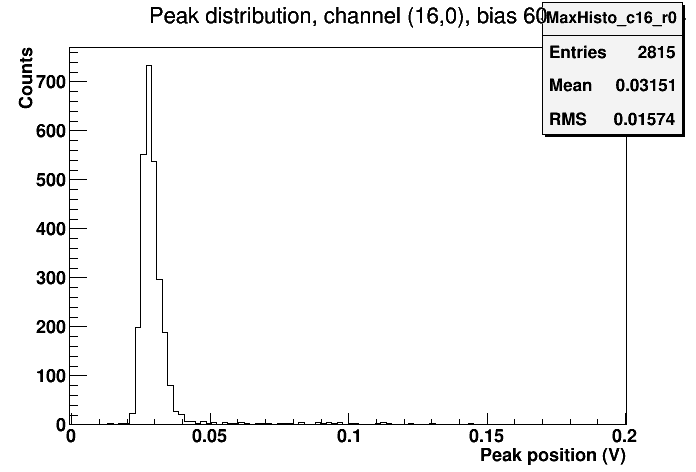 Peak distribution, channel (16,0), bias 60
MaxHisto_c16_r0
Entries 2815
Mean 0.03151
RMS 0.01574
Counts
700
600
500
400
300
200
100
0
0 0.05 0.1 0.15 0.2
Peak position (V)